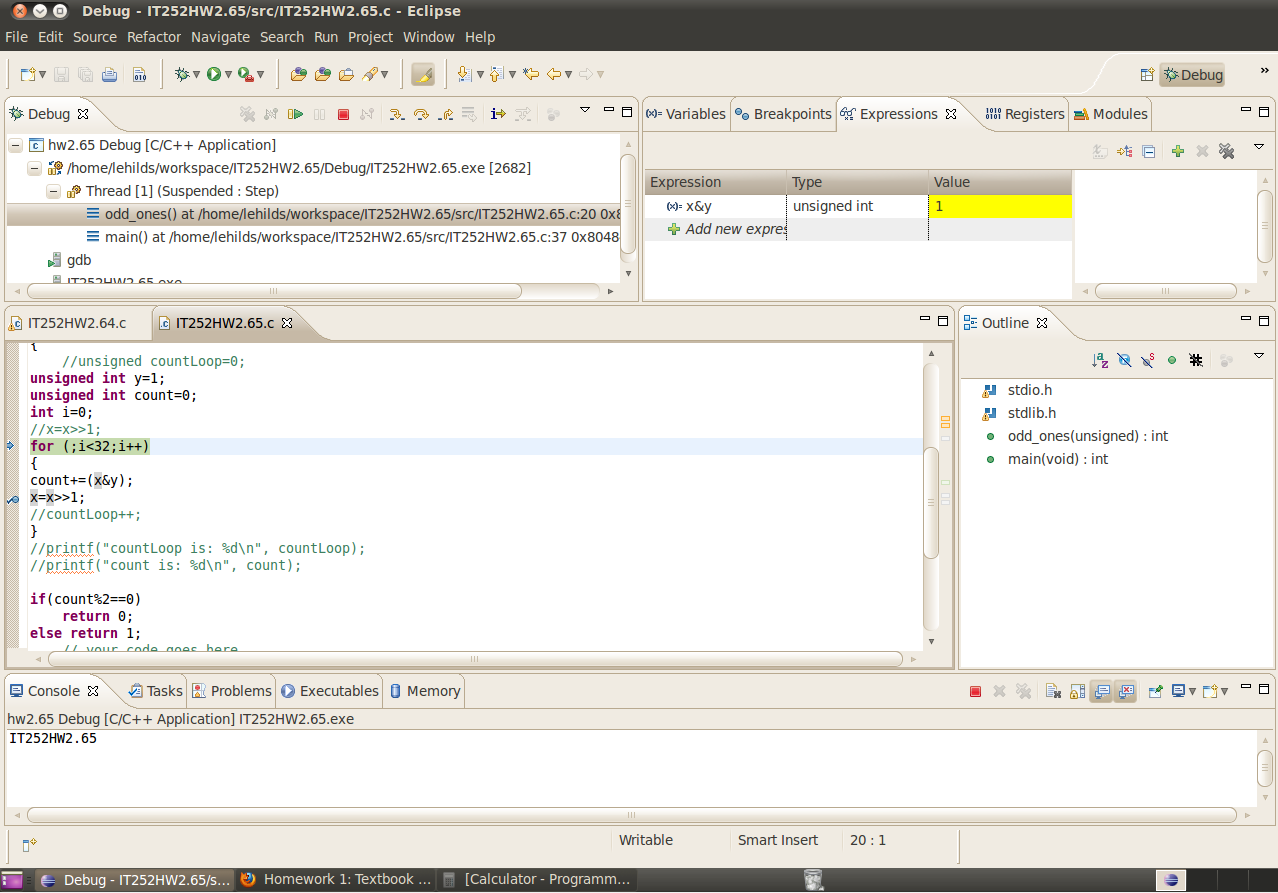 Debug - IT252HW2.65/src/IT252HW2.65.c - Eclipse
File Edit Source Refactor Navigate Search Run Project Window Help
Debug
»
Debug
hw2.65 Debug [C/C++ Application]
/home/lehilds/workspace/IT252HW2.65/Debug/IT252HW2.65.exe [2682]
Thread [1] (Suspended : Step)
odd_ones() at /home/lehilds/workspace/IT252HW2.65/src/IT252HW2.65.c:20 0x8
main() at /home/lehilds/workspace/IT252HW2.65/src/IT252HW2.65.c:37 0x8048
gdb
IT252HW2.65.exe
(x)= Variables Breakpoints Expressions Registers Modules
Expression Type Value
(x)= x&y unsigned int 1
Add new expres
IT252HW2.64.c IT252HW2.65.c
{
//unsigned countLoop=0;
unsigned int y=1;
unsigned int count=0;
int i=0;
//x=x>>1;
for (;i<32;i++)
{
count+=(x&y);
x=x>>1;
//countLoop++;
}
//printf("countLoop is: %d\n", countLoop);
//printf("count is: %d\n", count);
if(count%2==0)
return 0;
else return 1;
// your code goes here
Outline
stdio.h
stdlib.h
odd_ones(unsigned) : int
main(void) : int
Console Tasks Problems Executables Memory
hw2.65 Debug [C/C++ Application] IT252HW2.65.exe
IT252HW2.65
Writable Smart Insert 20 : 1
Debug - IT252HW2.65/s... Homework 1: Textbook ... [Calculator - Programm...